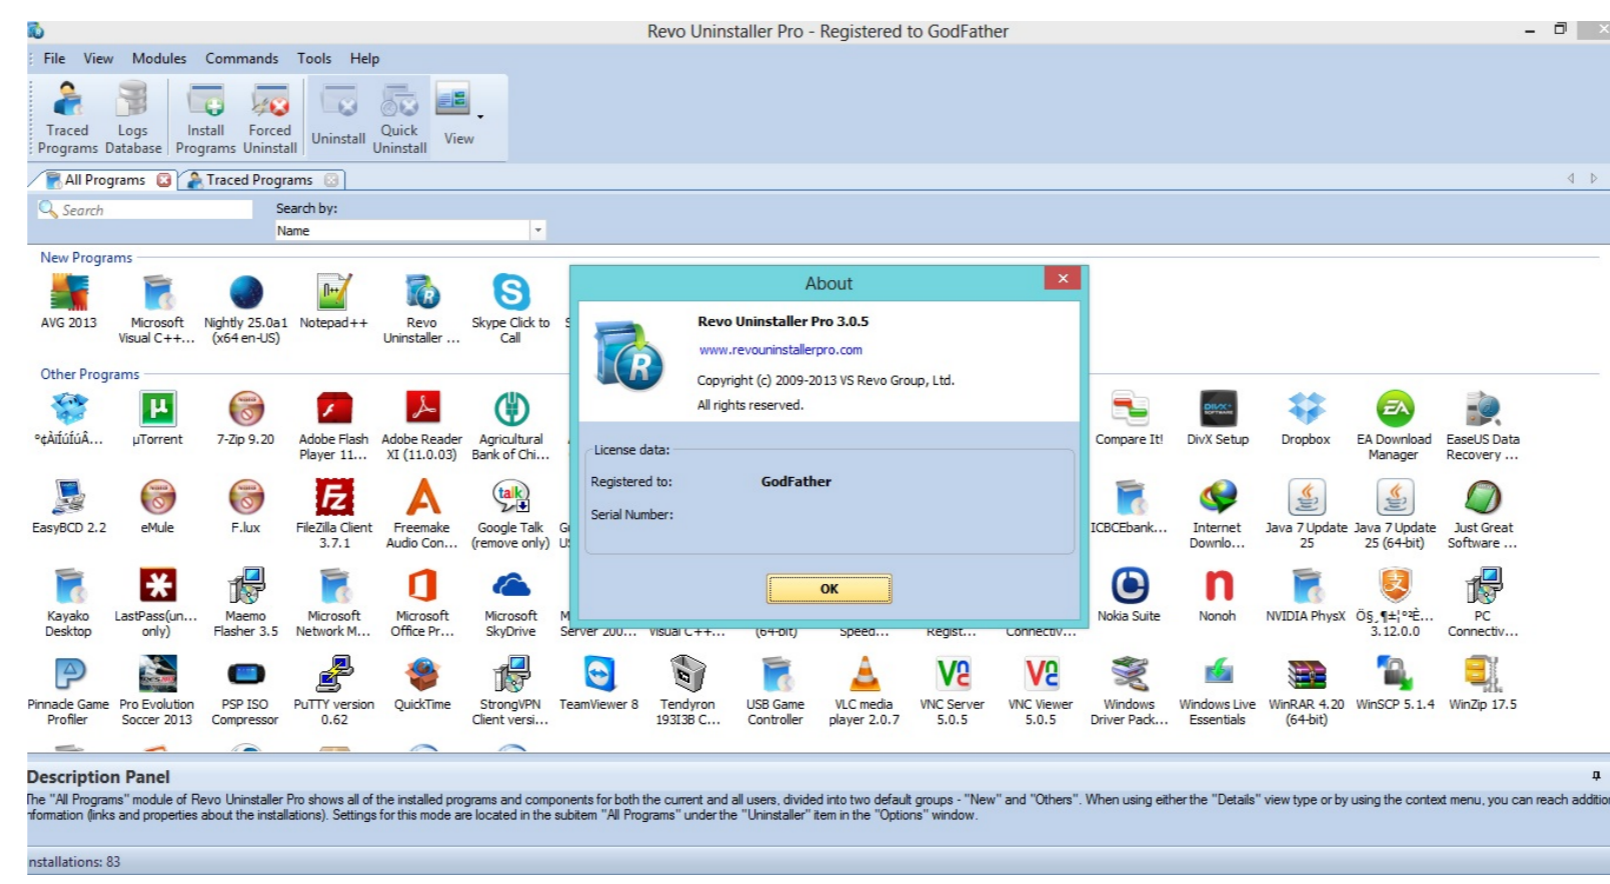 Revo Uninstaller Pro - Registered to GodFather
File View Modules Commands Tools Help
Traced Programs
Logs Database
Install Programs
Forced Uninstall
Uninstall
Quick Uninstall
View
All Programs
Traced Programs
Search
Search by:
Name
New Programs
AVG 2013
Microsoft Visual C++...
Nightly 25.0a1 (x64 en-US)
Notepad++
Revo Uninstaller ...
Skype Click to Call
Other Programs
µTorrent
7-Zip 9.20
Adobe Flash Player 11...
Adobe Reader XI (11.0.03)
Agricultural Bank of Chi...
Compare It!
DivX Setup
Dropbox
EA Download Manager
EaseUS Data Recovery ...
EasyBCD 2.2
eMule
F.lux
FileZilla Client 3.7.1
Freemake Audio Con...
Google Talk (remove only)
ICBCEbank...
Internet Downlo...
Java 7 Update 25
Java 7 Update 25 (64-bit)
Just Great Software ...
Kayako Desktop
LastPass(un... only)
Maemo Flasher 3.5
Microsoft Network M...
Microsoft Office Pr...
Microsoft SkyDrive
Server 200...
Visual C++...
(64-bit)
Speed...
Regist...
Connectiv...
Nokia Suite
Nonoh
NVIDIA PhysX
3.12.0.0
PC Connectiv...
Pinnacle Game Profiler
Pro Evolution Soccer 2013
PSP ISO Compressor
PuTTY version 0.62
QuickTime
StrongVPN Client versi...
TeamViewer 8
Tendyron 193I3B C...
USB Game Controller
VLC media player 2.0.7
VNC Server 5.0.5
VNC Viewer 5.0.5
Windows Driver Pack...
Windows Live Essentials
WinRAR 4.20 (64-bit)
WinSCP 5.1.4
WinZip 17.5
About
Revo Uninstaller Pro 3.0.5
www.revouninstallerpro.com
Copyright (c) 2009-2013 VS Revo Group, Ltd.
All rights reserved.
License data:
Registered to: GodFather
Serial Number:
OK
Description Panel
The "All Programs" module of Revo Uninstaller Pro shows all of the installed programs and components for both the current and all users, divided into two default groups - "New" and "Others". When using either the "Details" view type or by using the context menu, you can reach additio
nformation (links and properties about the installations). Settings for this mode are located in the subitem "All Programs" under the "Uninstaller" item in the "Options" window.
nstallations: 83